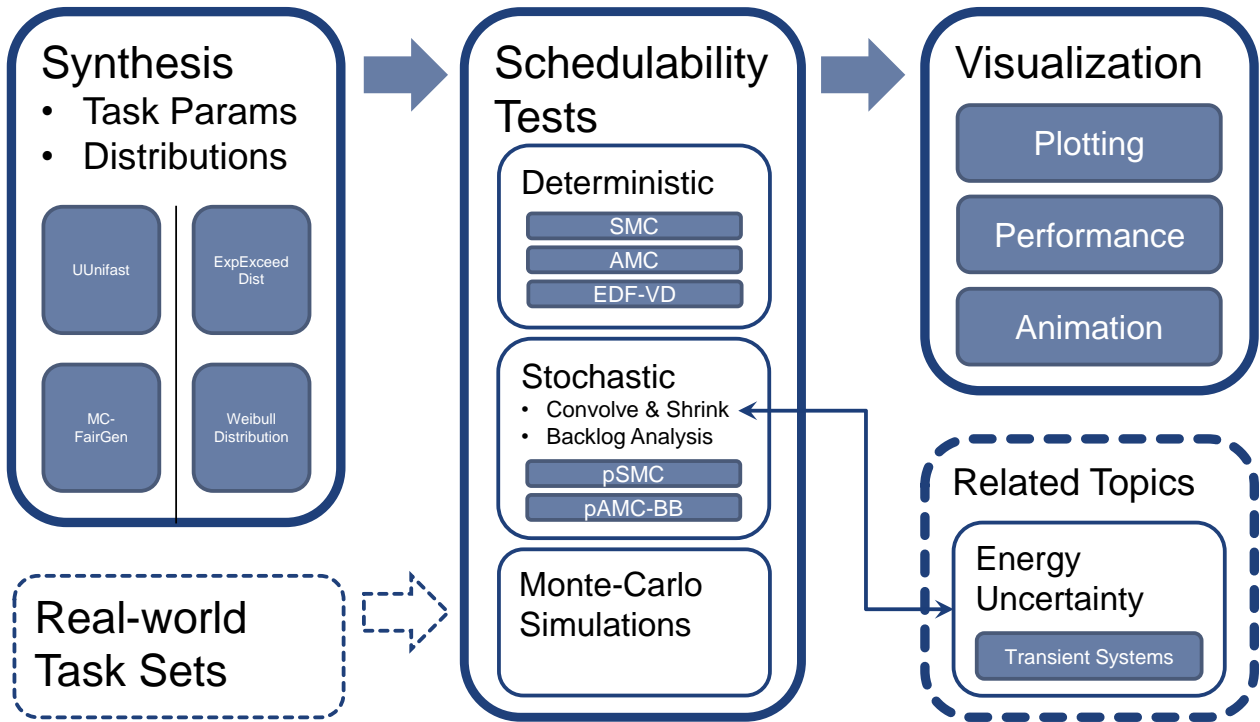 Synthesis
• Task Params
• Distributions
UUnifast
ExpExceed
Dist
MC-
FairGen
Weibull
Distribution
Real-world
Task Sets
Schedulability
Tests
Deterministic
SMC
AMC
EDF-VD
Stochastic
• Convolve & Shrink
• Backlog Analysis
pSMC
pAMC-BB
Monte-Carlo
Simulations
Visualization
Plotting
Performance
Animation
Related Topics
Energy
Uncertainty
Transient Systems